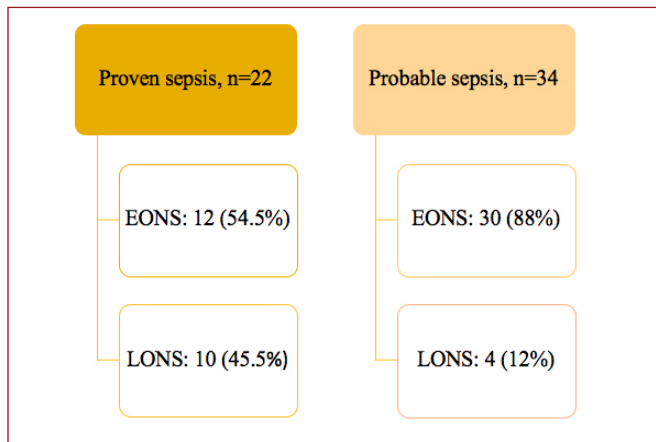 Proven sepsis, n=22
EONS: 12 (54.5%)
LONS: 10 (45.5%)
Probable sepsis, n=34
EONS: 30 (88%)
LONS: 4 (12%)